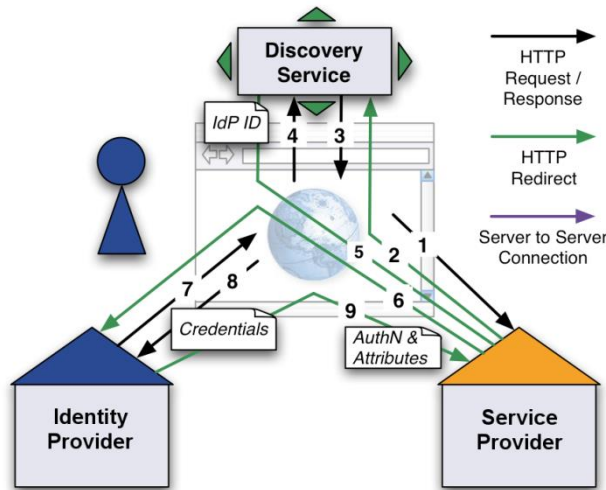 Discovery
Service
HTTP
Request /
Response
IdP ID
4
3
HTTP
Redirect
1
2
5
Server to Server
Connection
7
8
6
9
Credentials
AuthN &
Attributes
Identity
Provider
Service
Provider